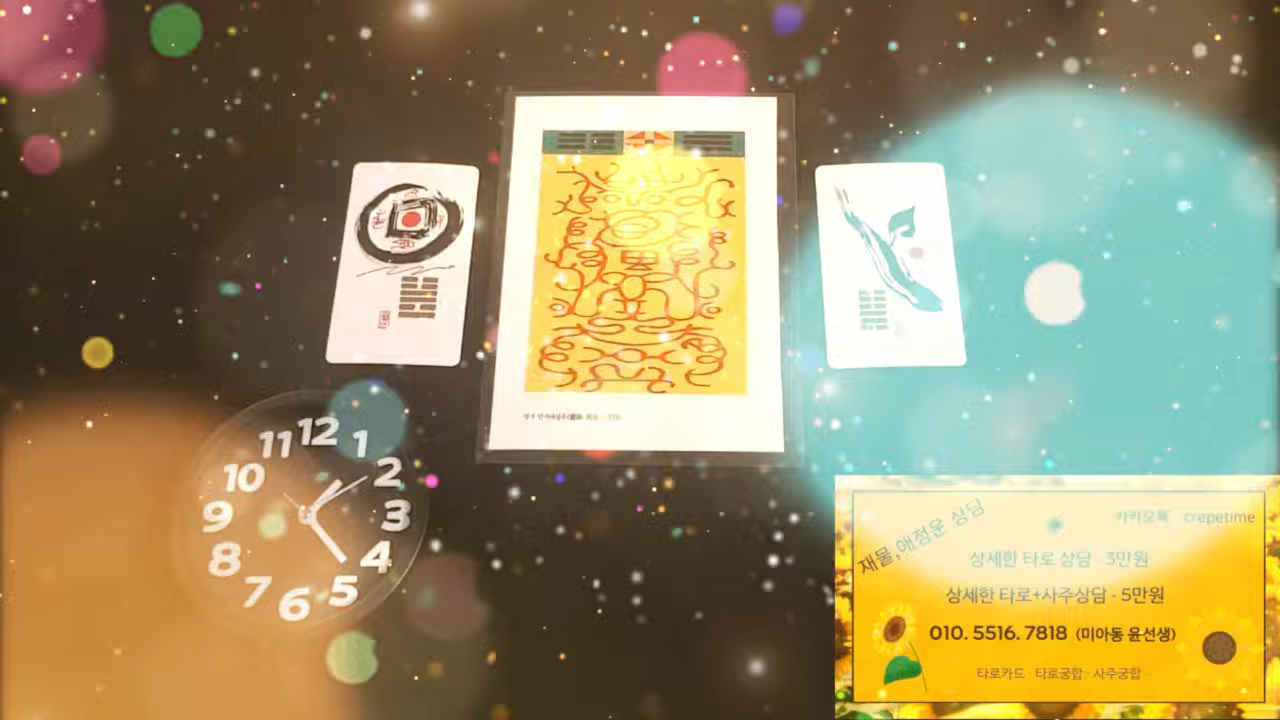 12
11
1
10
2
9
3
8
4
7
5
6
재물,애정운 상담
카카오톡 crepetime
상세한 타로 상담 - 3만원
상세한 타로+사주상담 - 5만원
010. 5516. 7818 (미아동 윤선생)
타로카드 · 타로궁합 · 사주궁합